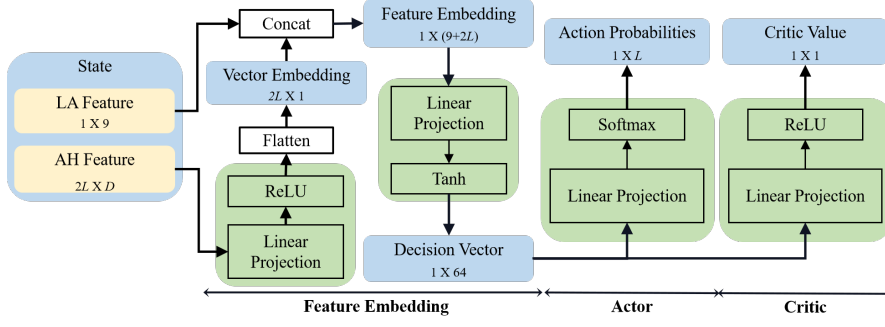 State
LA Feature
1 X 9
AH Feature
2L X D
Concat
Vector Embedding
2L X 1
Flatten
ReLU
Linear
Projection
Feature Embedding
1 X (9+2L)
Linear
Projection
Tanh
Decision Vector
1 X 64
Action Probabilities
1 X L
Softmax
Linear Projection
Critic Value
1 X 1
ReLU
Linear Projection
Feature Embedding
Actor
Critic